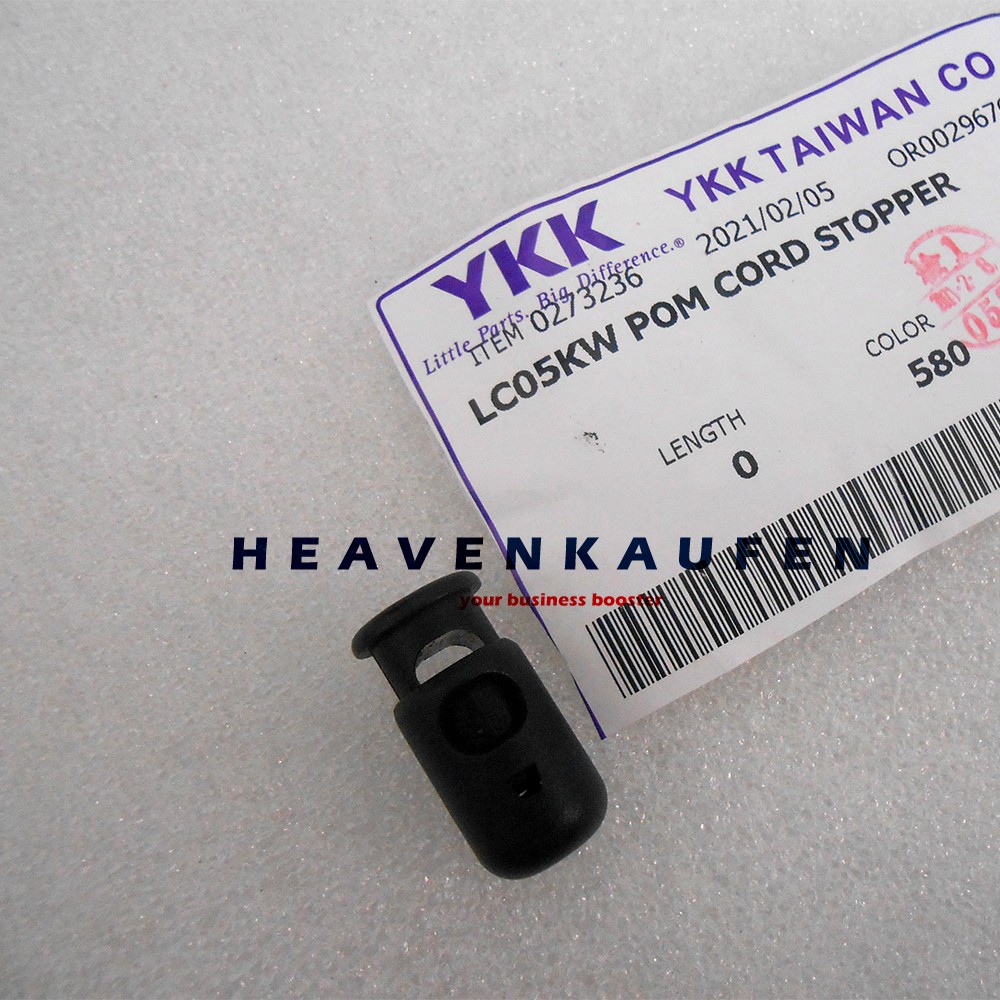 YKK
YKK TAIWAN CO
Little Parts. Big Difference.®
2021/02/05
ITEM 0273236
LC05KW POM CORD STOPPER
COLOR
580
LENGTH
0
HEAVENKAUFEN
your business booster